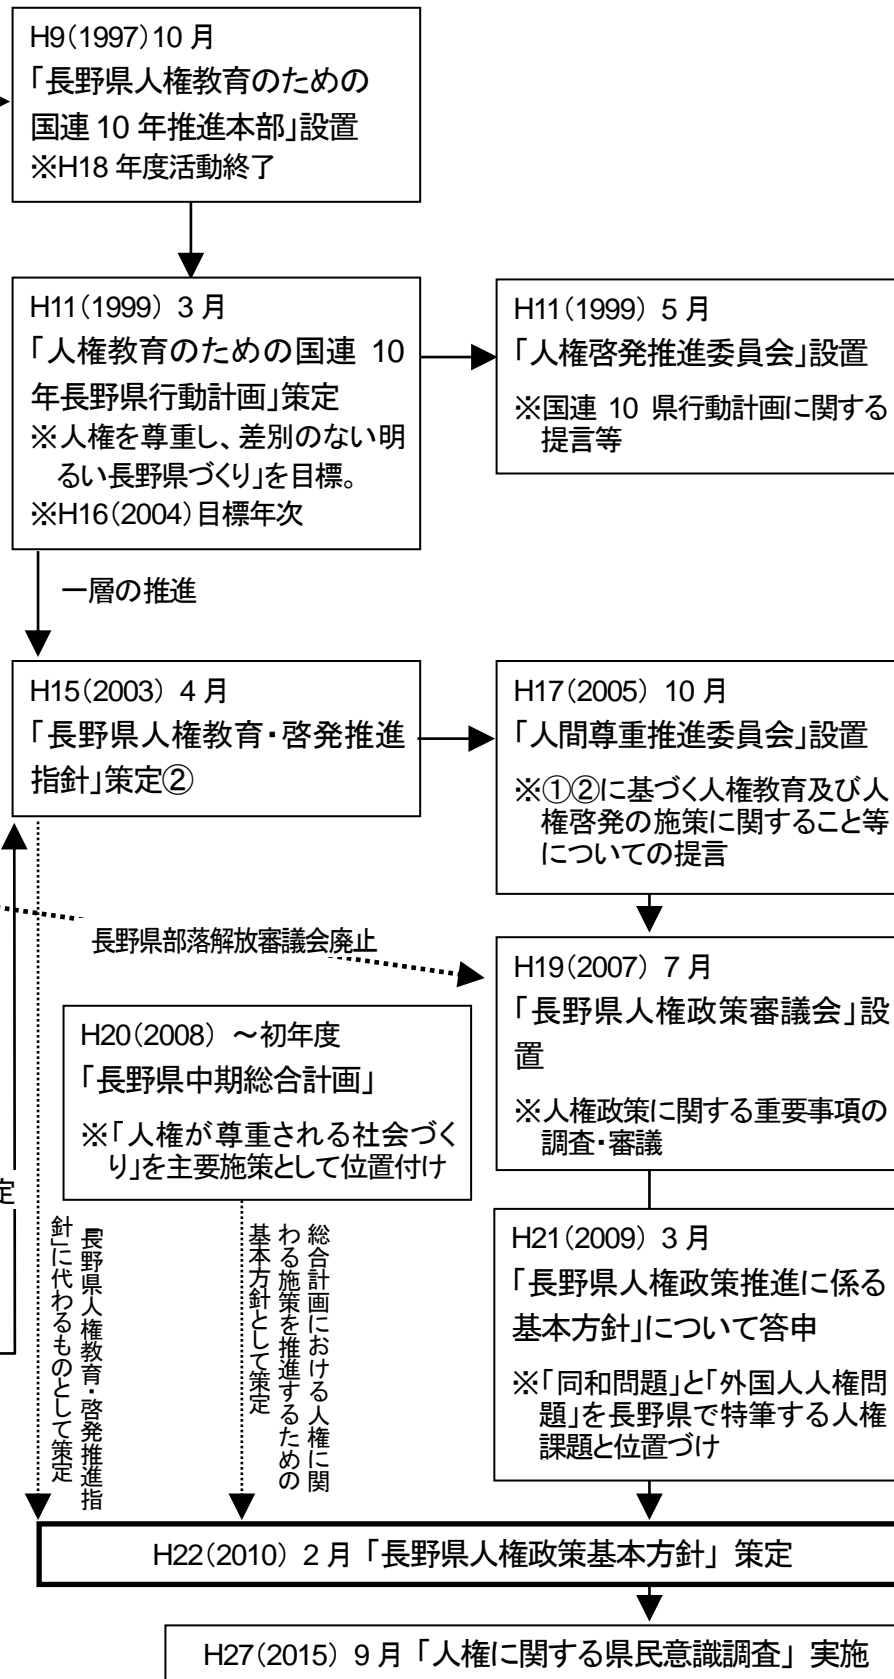 H9(1997)10 月
「長野県人権教育のための
国連 10 年推進本部」設置
※H18 年度活動終了
H11(1999) 3 月
「人権教育のための国連 10
年長野県行動計画」策定
※人権を尊重し、差別のない明
るい長野県づくり」を目標。
※H16(2004)目標年次
H11(1999) 5 月
「人権啓発推進委員会」設置
※国連 10 県行動計画に関する
提言等
一層の推進
H15(2003) 4 月
「長野県人権教育・啓発推進
指針」策定②
H17(2005) 10 月
「人間尊重推進委員会」設置
※①②に基づく人権教育及び人
権啓発の施策に関すること等
についての提言
長野県部落解放審議会廃止
H19(2007) 7 月
「長野県人権政策審議会」設
置
※人権政策に関する重要事項の
調査・審議
H20(2008) ~初年度
「長野県中期総合計画」
※「人権が尊重される社会づく
り」を主要施策として位置付け
定
「長野県人権教育・啓発推進指
針」に代わるものとして策定
総合計画における人権に関
わる施策を推進するための
基本方針として策定
H21(2009) 3 月
「長野県人権政策推進に係る
基本方針」について答申
※「同和問題」と「外国人人権問
題」を長野県で特筆する人権
課題と位置づけ
H22(2010) 2 月「長野県人権政策基本方針」 策定
H27(2015) 9 月「人権に関する県民意識調査」 実施